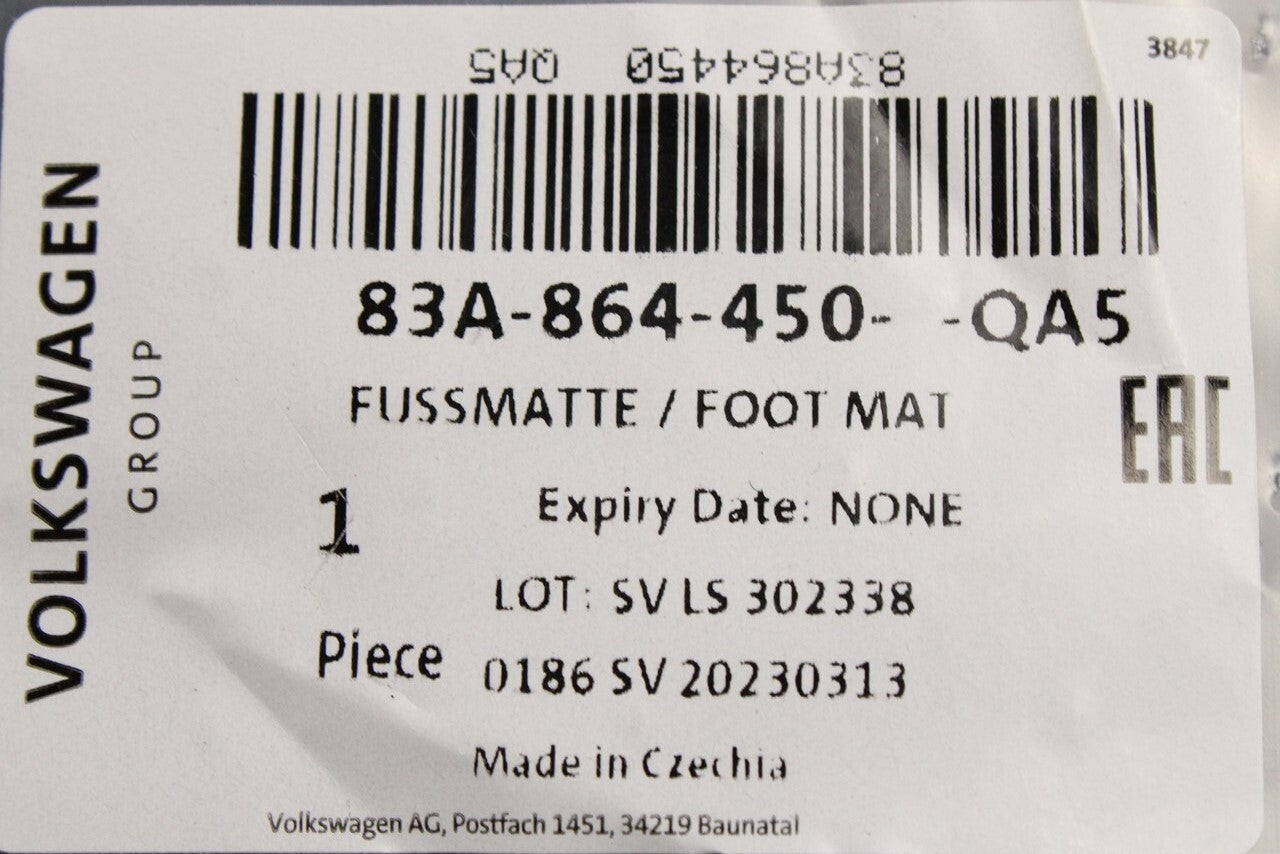 3847
83A864450 QA5
VOLKSWAGEN
GROUP
83A-864-450- -QA5
FUSSMATTE / FOOT MAT
EAC
1
Expiry Date: NONE
LOT: SV LS 302338
Piece
0186 SV 20230313
Made in Czechia
Volkswagen AG, Postfach 1451, 34219 Baunatal